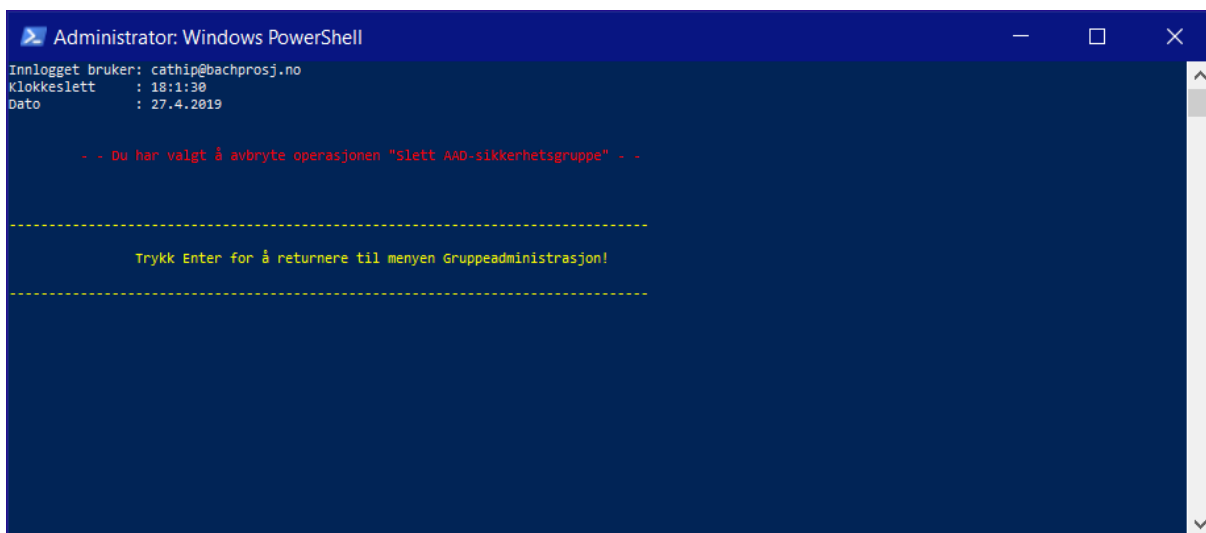 Administrator: Windows PowerShell
Innlogget bruker: cathip@bachprosj.no
Klokkeslett     : 18:1:30
Dato            : 27.4.2019
- - Du har valgt å avbryte operasjonen "Slett AAD-sikkerhetsgruppe" - -
---------------------------------------------------------------------------------
Trykk Enter for å returnere til menyen Gruppeadministrasjon!
---------------------------------------------------------------------------------